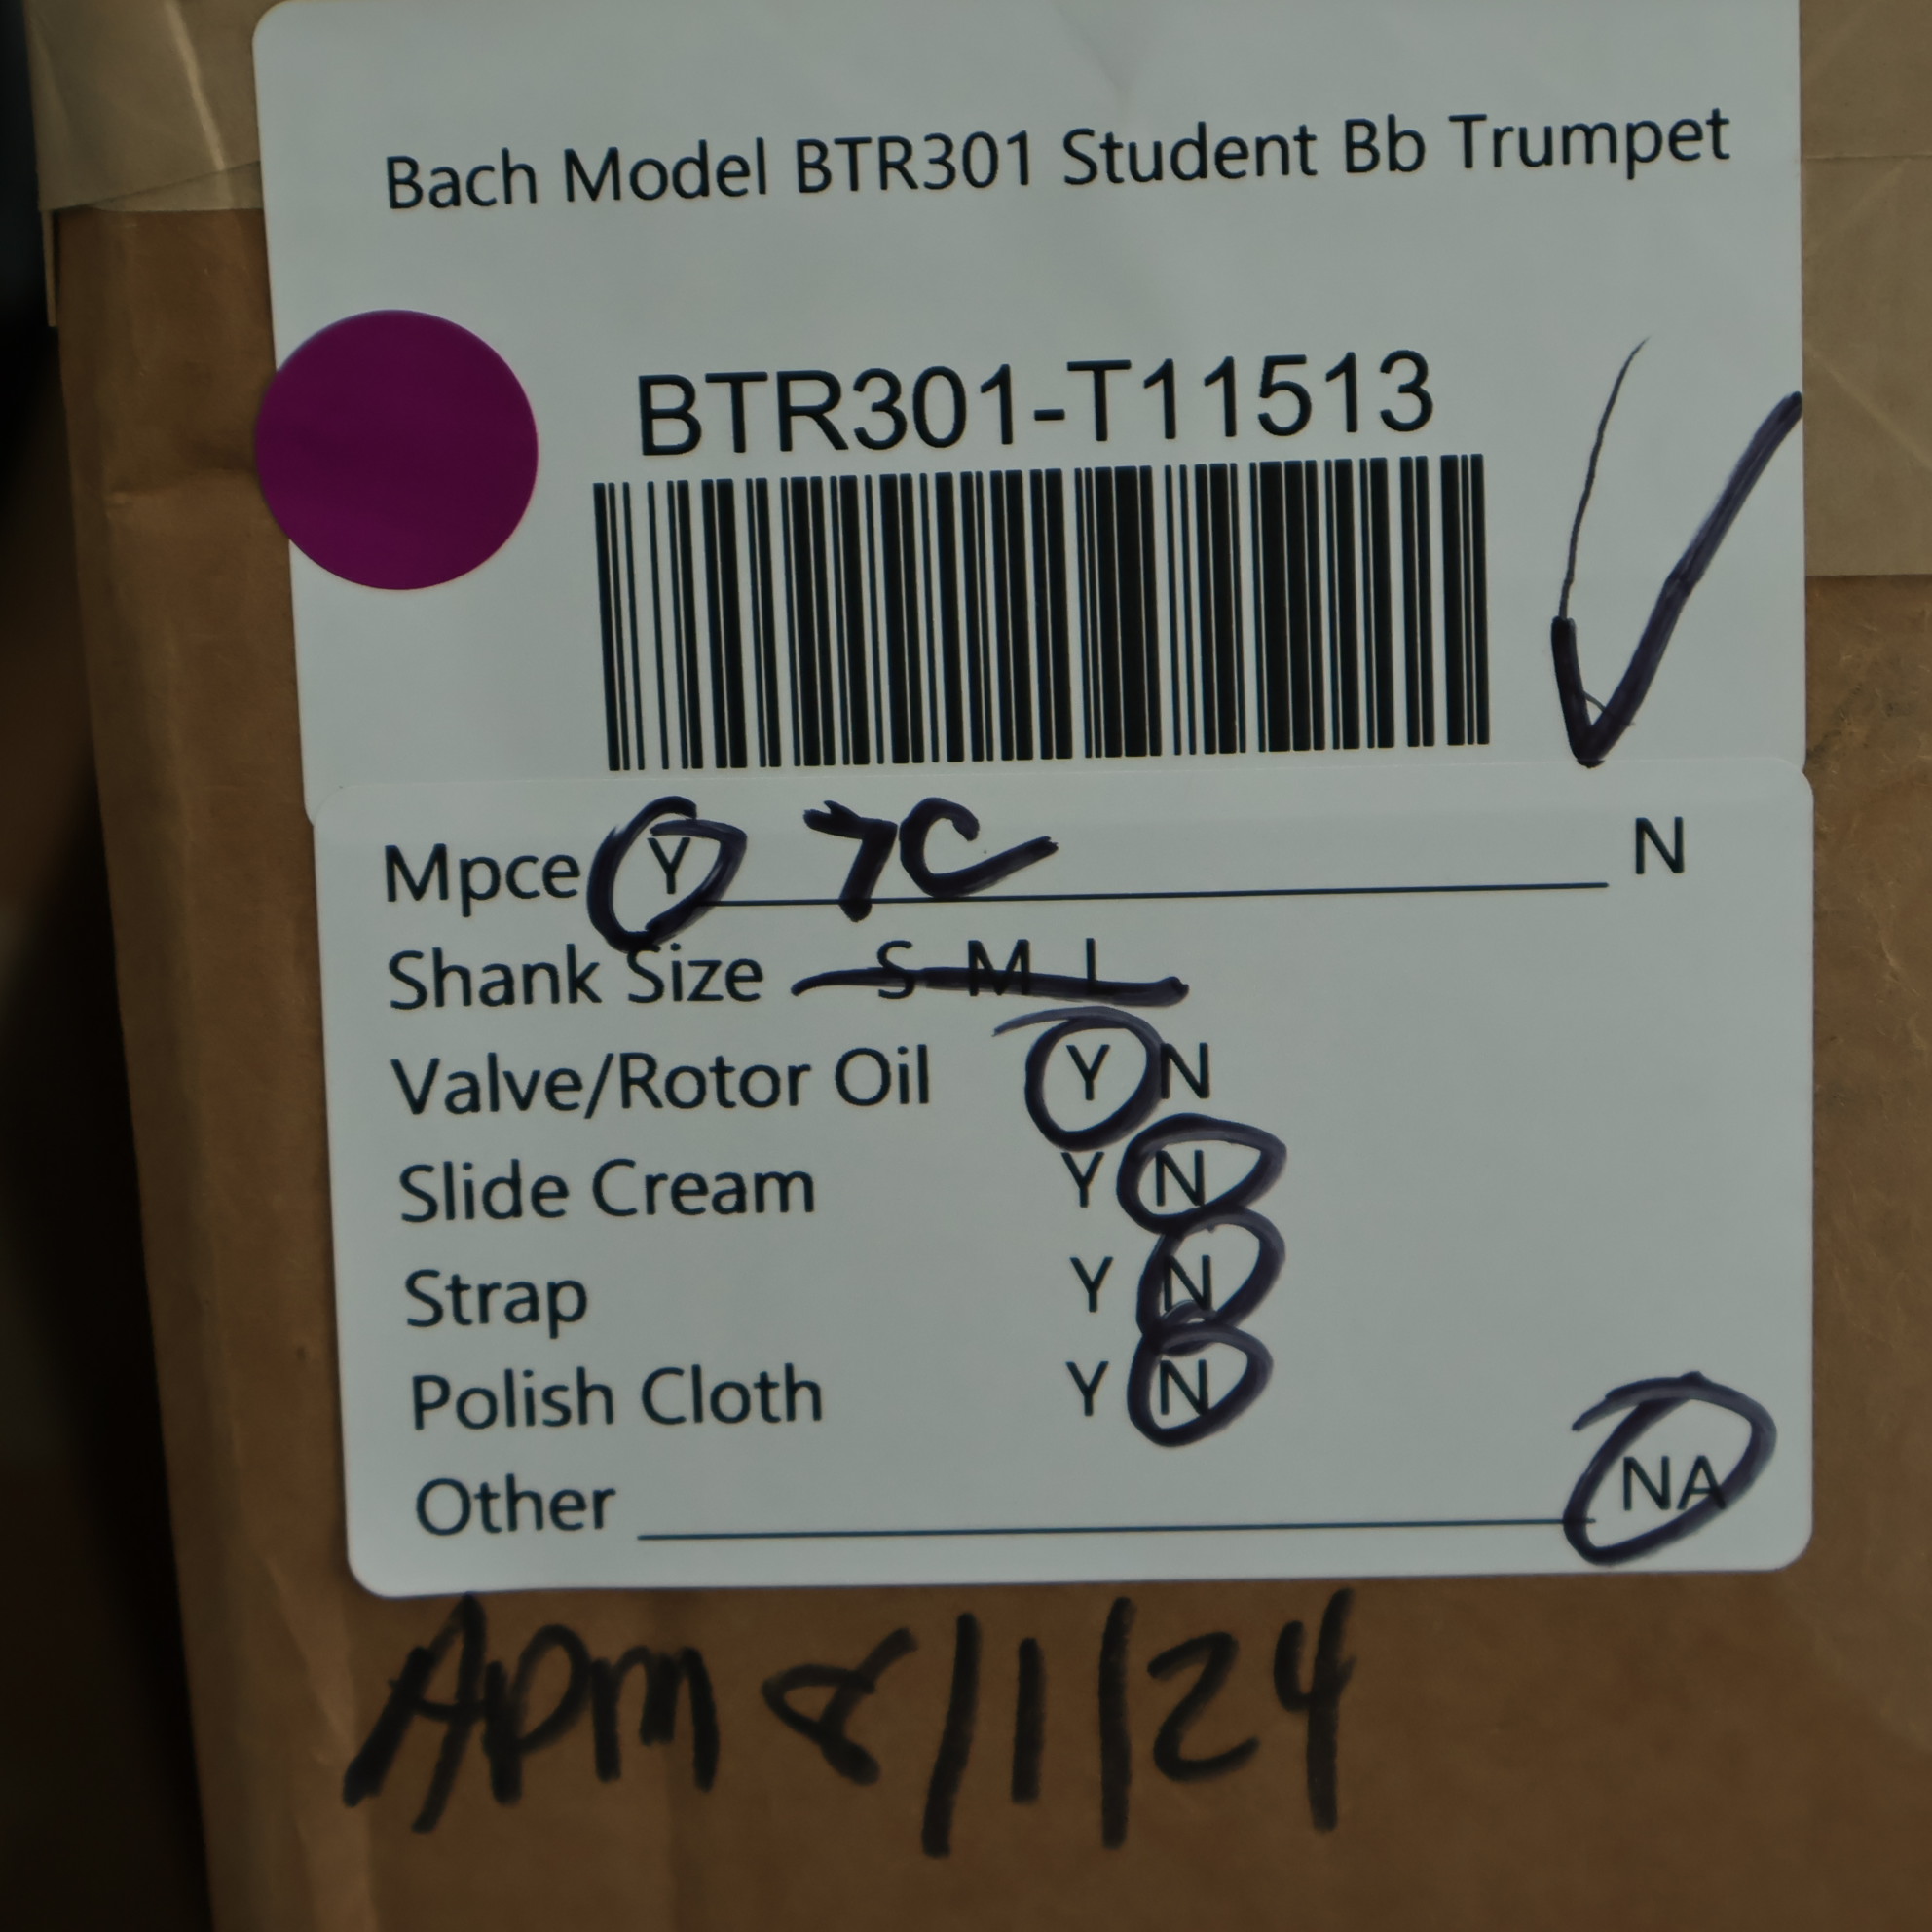 Bach Model BTR301 Student Bb Trumpet
BTR301-T11513
Mpce Y 7C N
Shank Size S M L
Valve/Rotor Oil Y N
Slide Cream Y N
Strap Y N
Polish Cloth Y N
Other NA
Apm 8/1/24